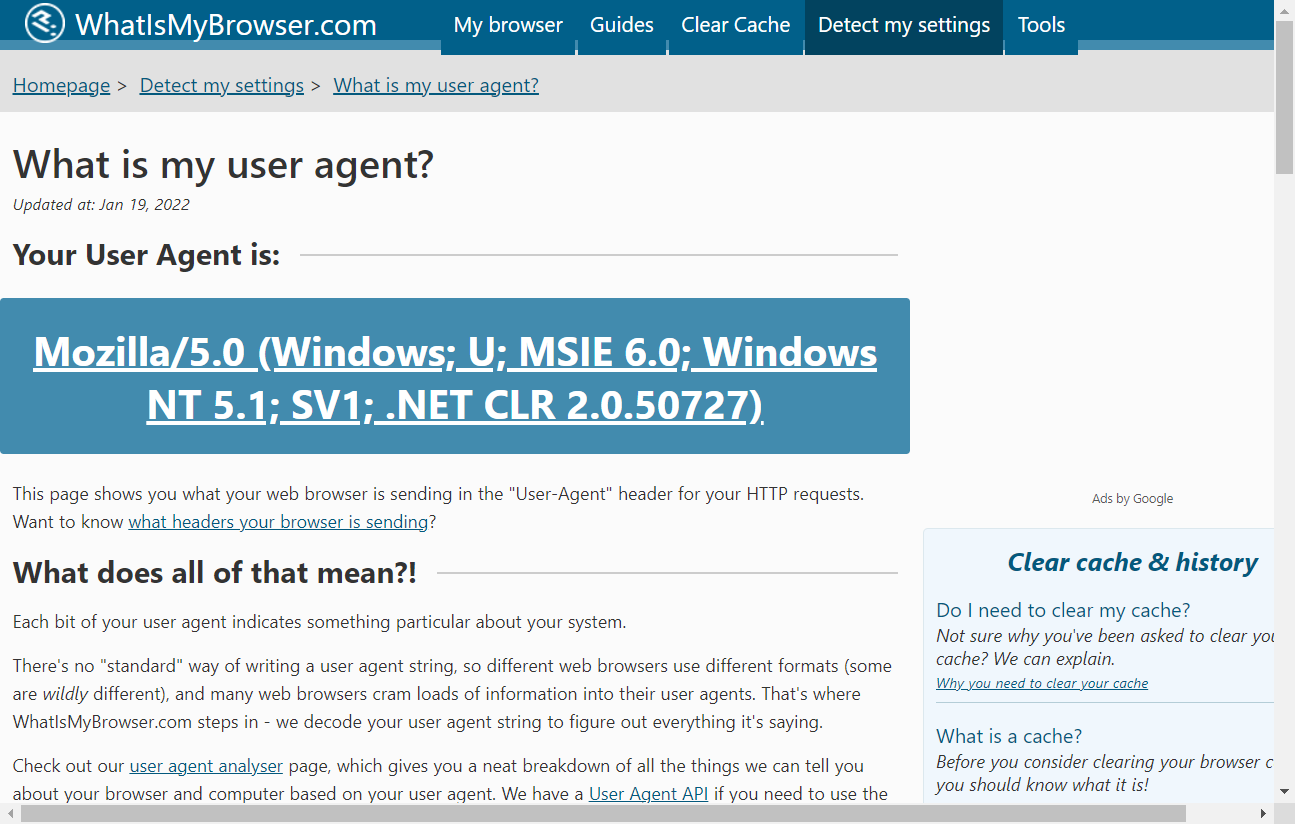 WhatIsMyBrowser.com
My browser
Guides
Clear Cache
Detect my settings
Tools
Homepage > Detect my settings > What is my user agent?
What is my user agent?
Updated at: Jan 19, 2022
Your User Agent is:
Mozilla/5.0 (Windows; U; MSIE 6.0; Windows
NT 5.1; SV1; .NET CLR 2.0.50727)
This page shows you what your web browser is sending in the "User-Agent" header for your HTTP requests.
Want to know what headers your browser is sending?
What does all of that mean?!
Each bit of your user agent indicates something particular about your system.
There's no "standard" way of writing a user agent string, so different web browsers use different formats (some
are wildly different), and many web browsers cram loads of information into their user agents. That's where
WhatIsMyBrowser.com steps in - we decode your user agent string to figure out everything it's saying.
Check out our user agent analyser page, which gives you a neat breakdown of all the things we can tell you
about your browser and computer based on your user agent. We have a User Agent API if you need to use the
Ads by Google
Clear cache & history
Do I need to clear my cache?
Not sure why you've been asked to clear
cache? We can explain.
Why you need to clear your cache
What is a cache?
Before you consider clearing your browser
you should know what it is!